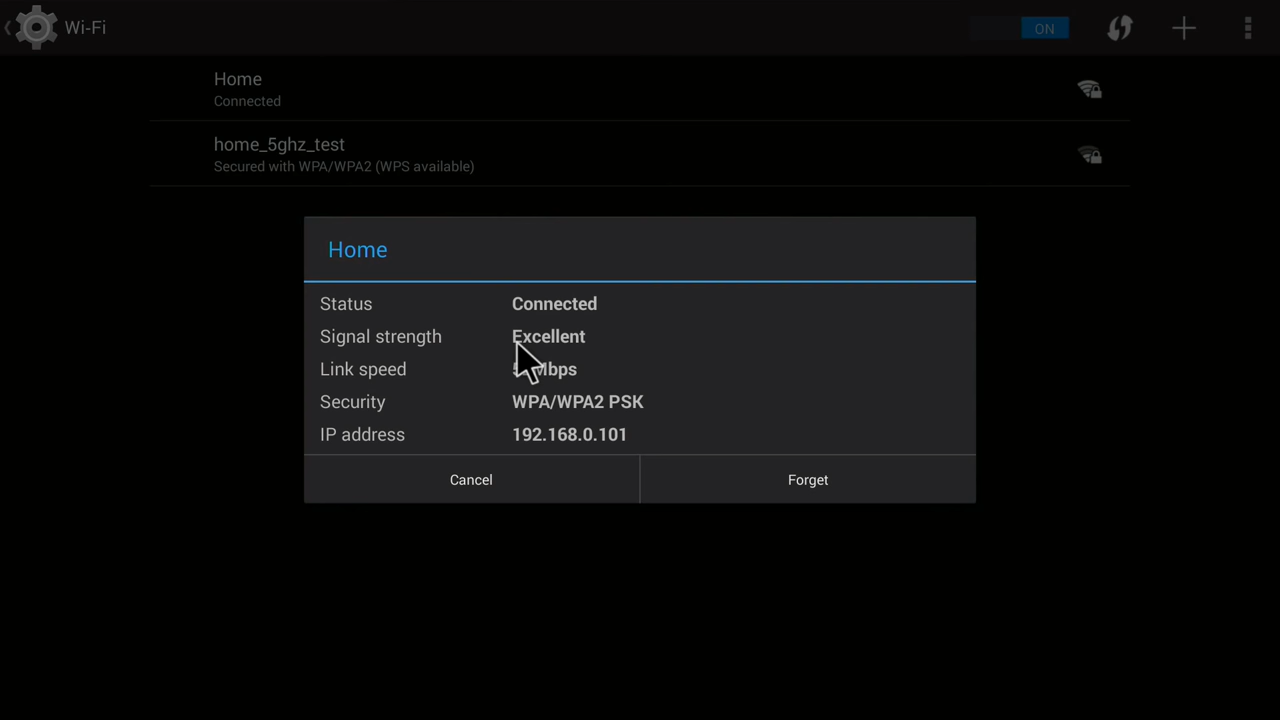 Wi-Fi
ON
Home
Connected
home_5ghz_test
Secured with WPA/WPA2 (WPS available)
Home
Status Connected
Signal strength Excellent
Link speed Mbps
Security WPA/WPA2 PSK
IP address 192.168.0.101
Cancel Forget